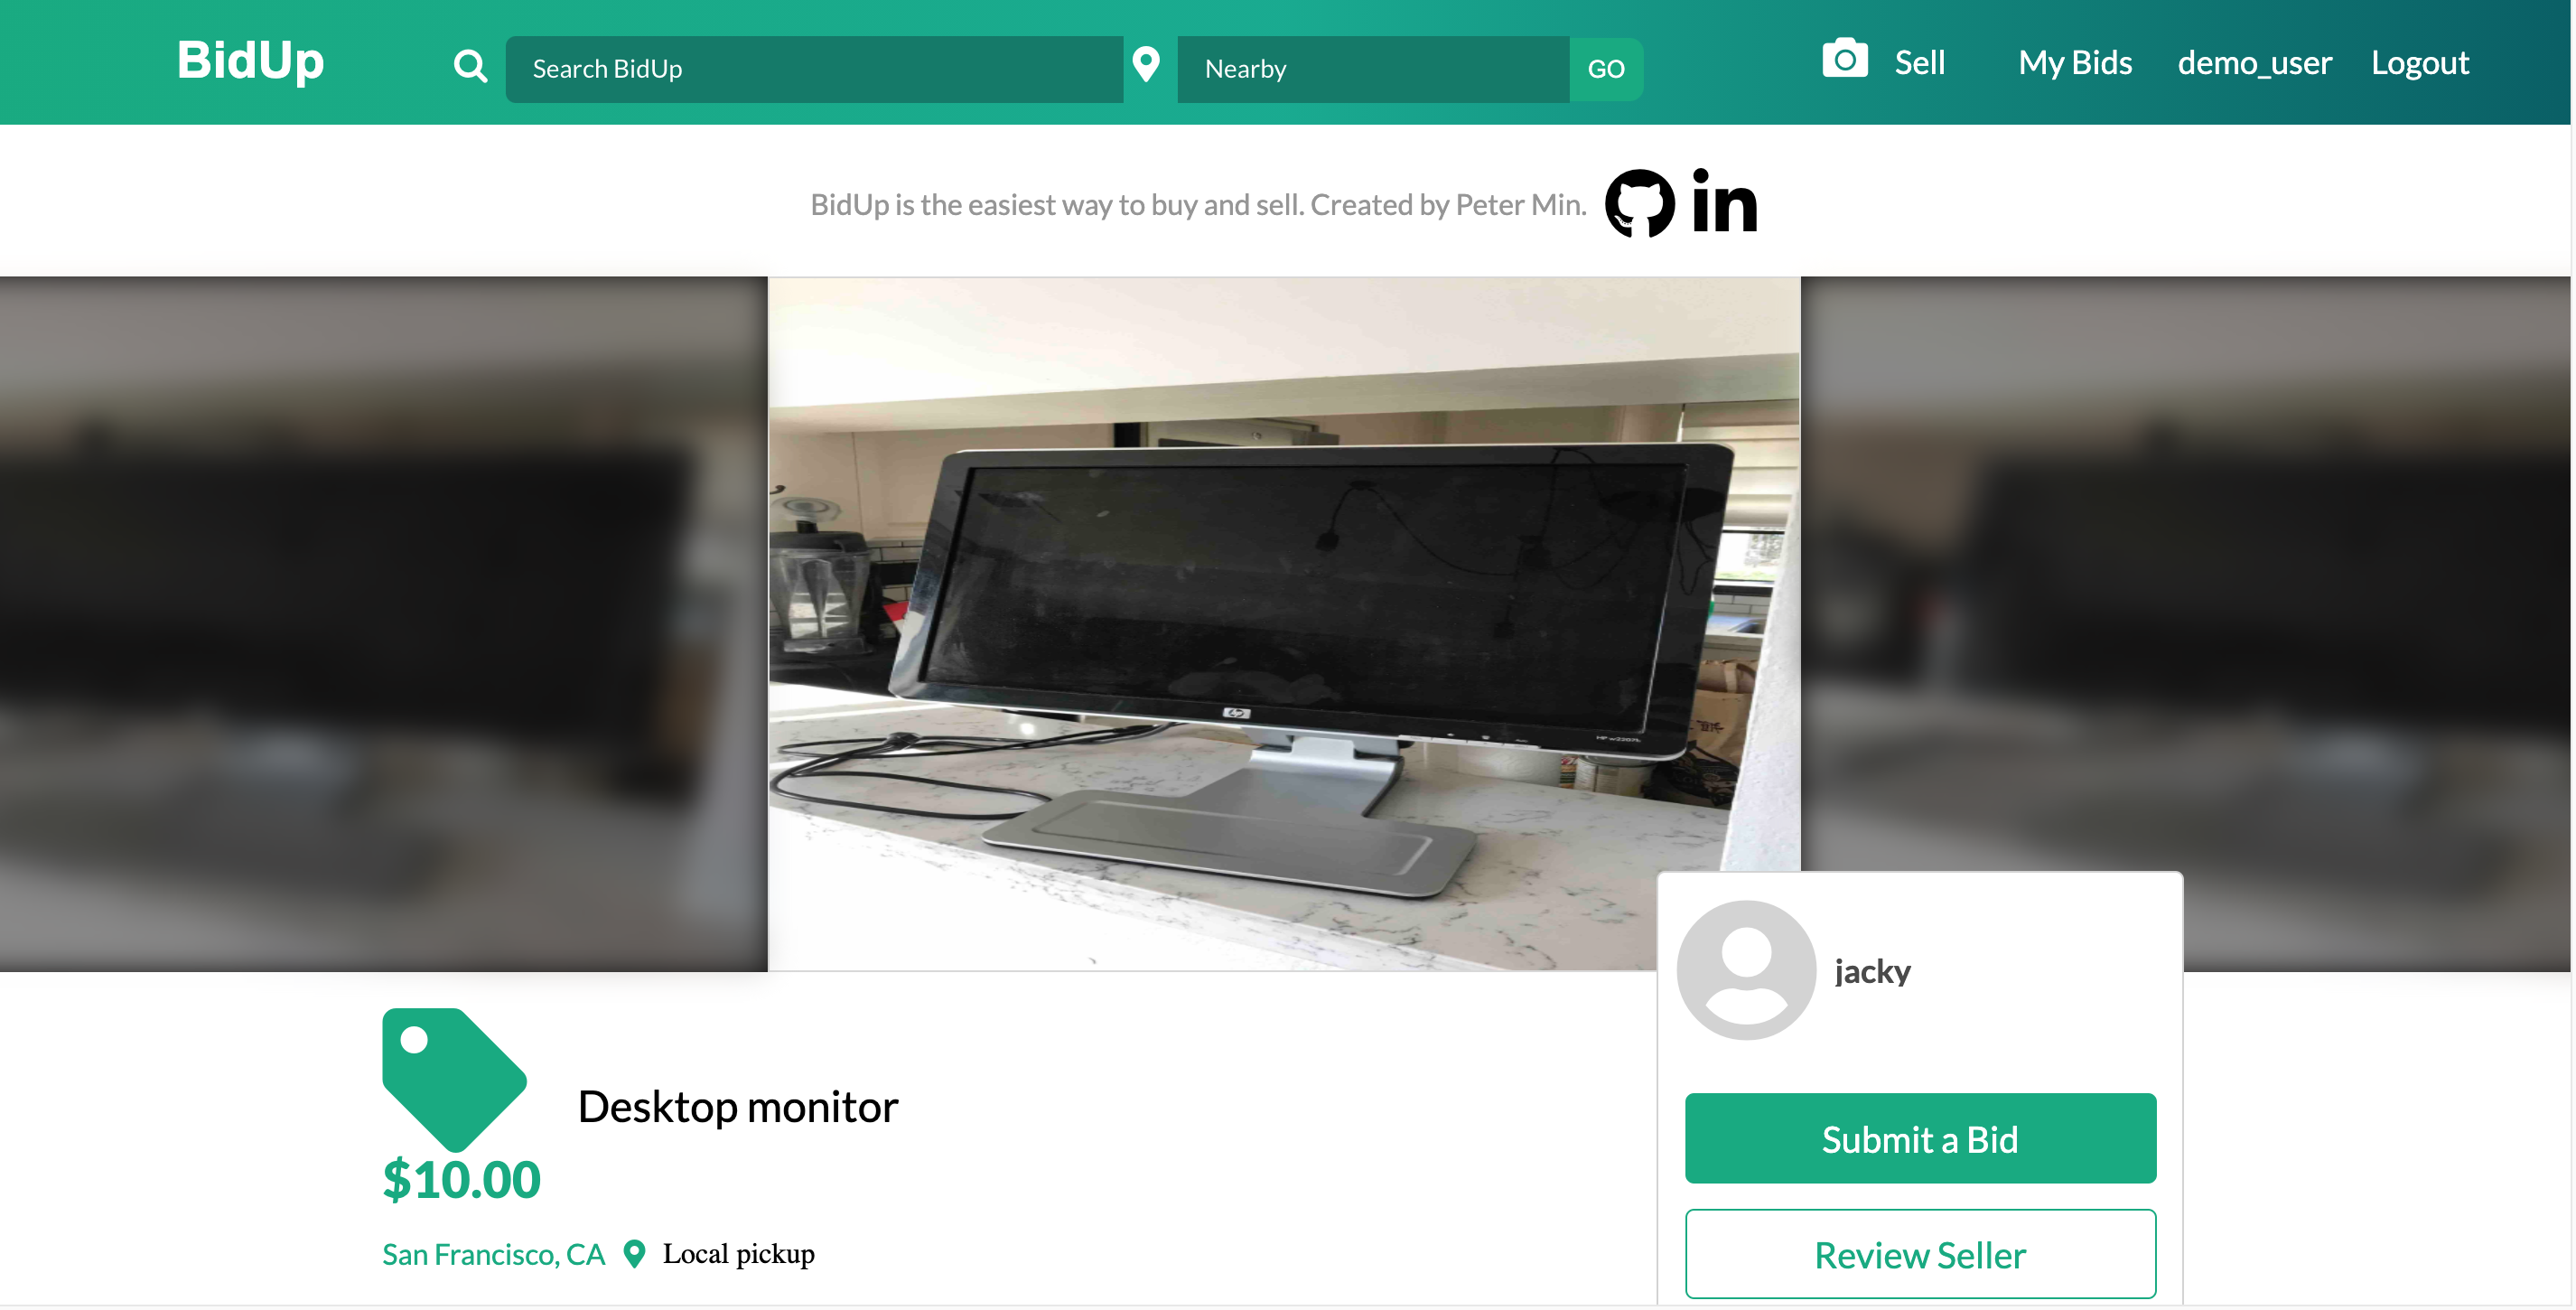 BidUp
Search BidUp
Nearby
GO
Sell
My Bids
demo_user
Logout
BidUp is the easiest way to buy and sell. Created by Peter Min.
in
hp
jacky
Desktop monitor
$10.00
Submit a Bid
San Francisco, CA
Local pickup
Review Seller